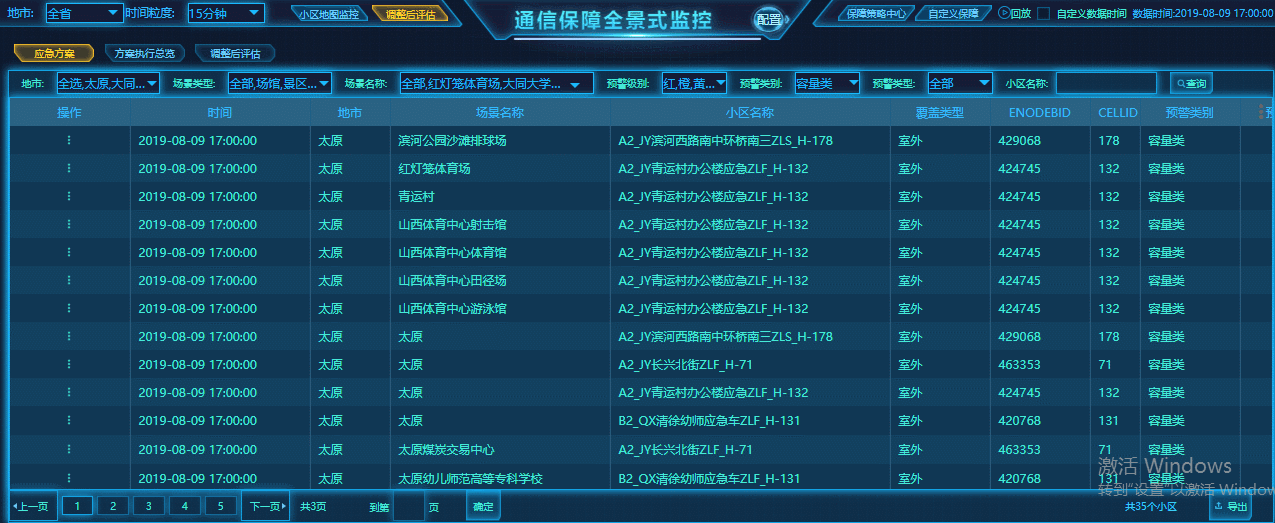 地市: 全省 时间粒度: 15分钟 小区地图监控 调整后评估 通信保障全景式监控 配置 保障策略中心 自定义保障 回放 自定义数据时间 数据时间:2019-08-09 17:00:00
应急方案 方案执行总览 调整后评估
地市: 全选,太原,大同... 场景类型: 全部,场馆,景区... 场景名称: 全部,红灯笼体育场,大同大学... 预警级别: 红,橙,黄... 预警类别: 容量类 预警类型: 全部 小区名称: 查询
操作 时间 地市 场景名称 小区名称 覆盖类型 ENODEBID CELLID 预警类别
2019-08-09 17:00:00 太原 滨河公园沙滩排球场 A2_JY滨河西路南中环桥南三ZLS_H-178 室外 429068 178 容量类
2019-08-09 17:00:00 太原 红灯笼体育场 A2_JY青运村办公楼应急ZLF_H-132 室外 424745 132 容量类
2019-08-09 17:00:00 太原 青运村 A2_JY青运村办公楼应急ZLF_H-132 室外 424745 132 容量类
2019-08-09 17:00:00 太原 山西体育中心射击馆 A2_JY青运村办公楼应急ZLF_H-132 室外 424745 132 容量类
2019-08-09 17:00:00 太原 山西体育中心体育馆 A2_JY青运村办公楼应急ZLF_H-132 室外 424745 132 容量类
2019-08-09 17:00:00 太原 山西体育中心田径场 A2_JY青运村办公楼应急ZLF_H-132 室外 424745 132 容量类
2019-08-09 17:00:00 太原 山西体育中心游泳馆 A2_JY青运村办公楼应急ZLF_H-132 室外 424745 132 容量类
2019-08-09 17:00:00 太原 太原 A2_JY滨河西路南中环桥南三ZLS_H-178 室外 429068 178 容量类
2019-08-09 17:00:00 太原 太原 A2_JY长兴北街ZLF_H-71 室外 463353 71 容量类
2019-08-09 17:00:00 太原 太原 A2_JY青运村办公楼应急ZLF_H-132 室外 424745 132 容量类
2019-08-09 17:00:00 太原 太原 B2_QX清徐幼师应急车ZLF_H-131 室外 420768 131 容量类
2019-08-09 17:00:00 太原 太原煤炭交易中心 A2_JY长兴北街ZLF_H-71 室外 463353 71 容量类
2019-08-09 17:00:00 太原 太原幼儿师范高等专科学校 B2_QX清徐幼师应急车ZLF_H-131 室外 420768 131 容量类
激活 Windows
转到"设置"以激活 Window
上一页 1 2 3 4 5 下一页 共3页 到第 页 确定 共35个小区 导出